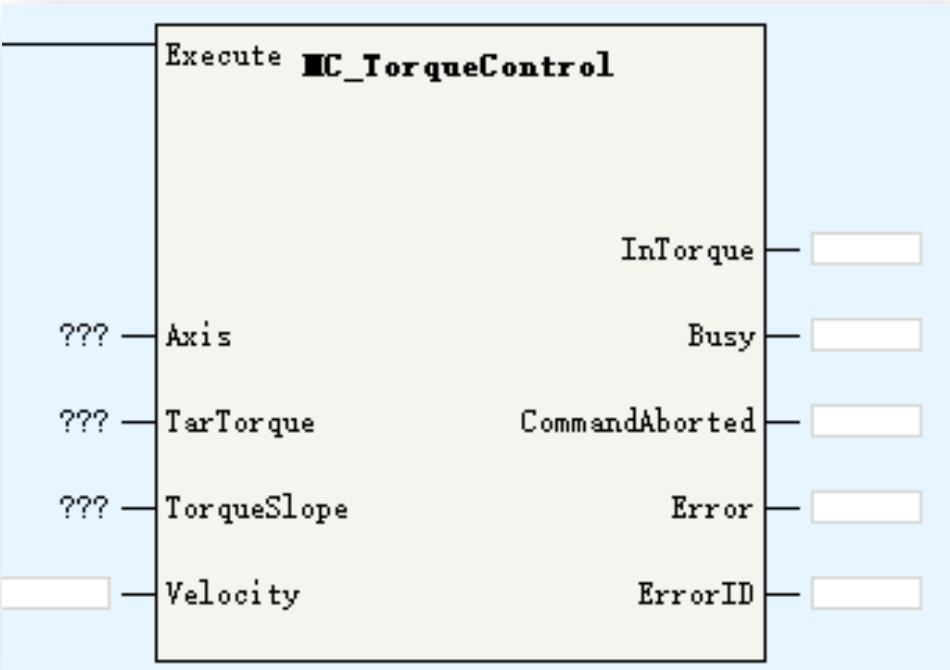 Execute MC_TorqueControl
InTorque
??? Axis Busy
??? TarTorque CommandAborted
??? TorqueSlope Error
Velocity ErrorID